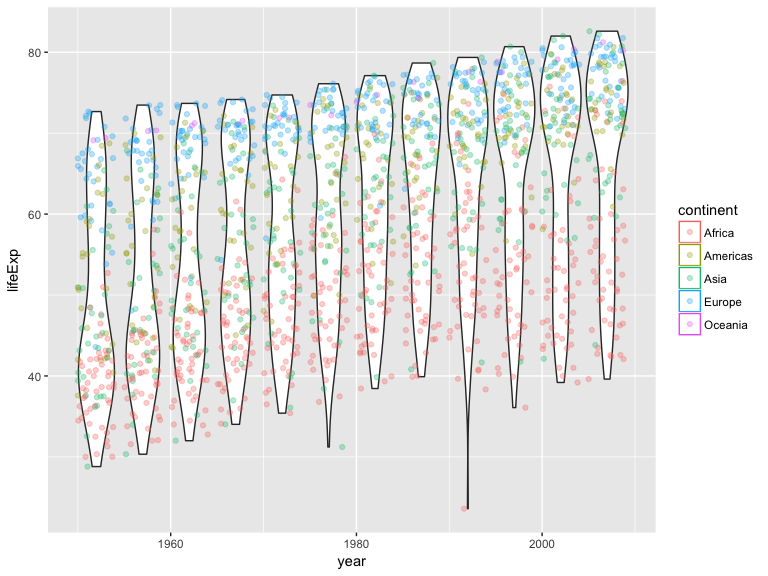 80
60
40
lifeExp
1960
1980
2000
year
continent
Africa
Americas
Asia
Europe
Oceania